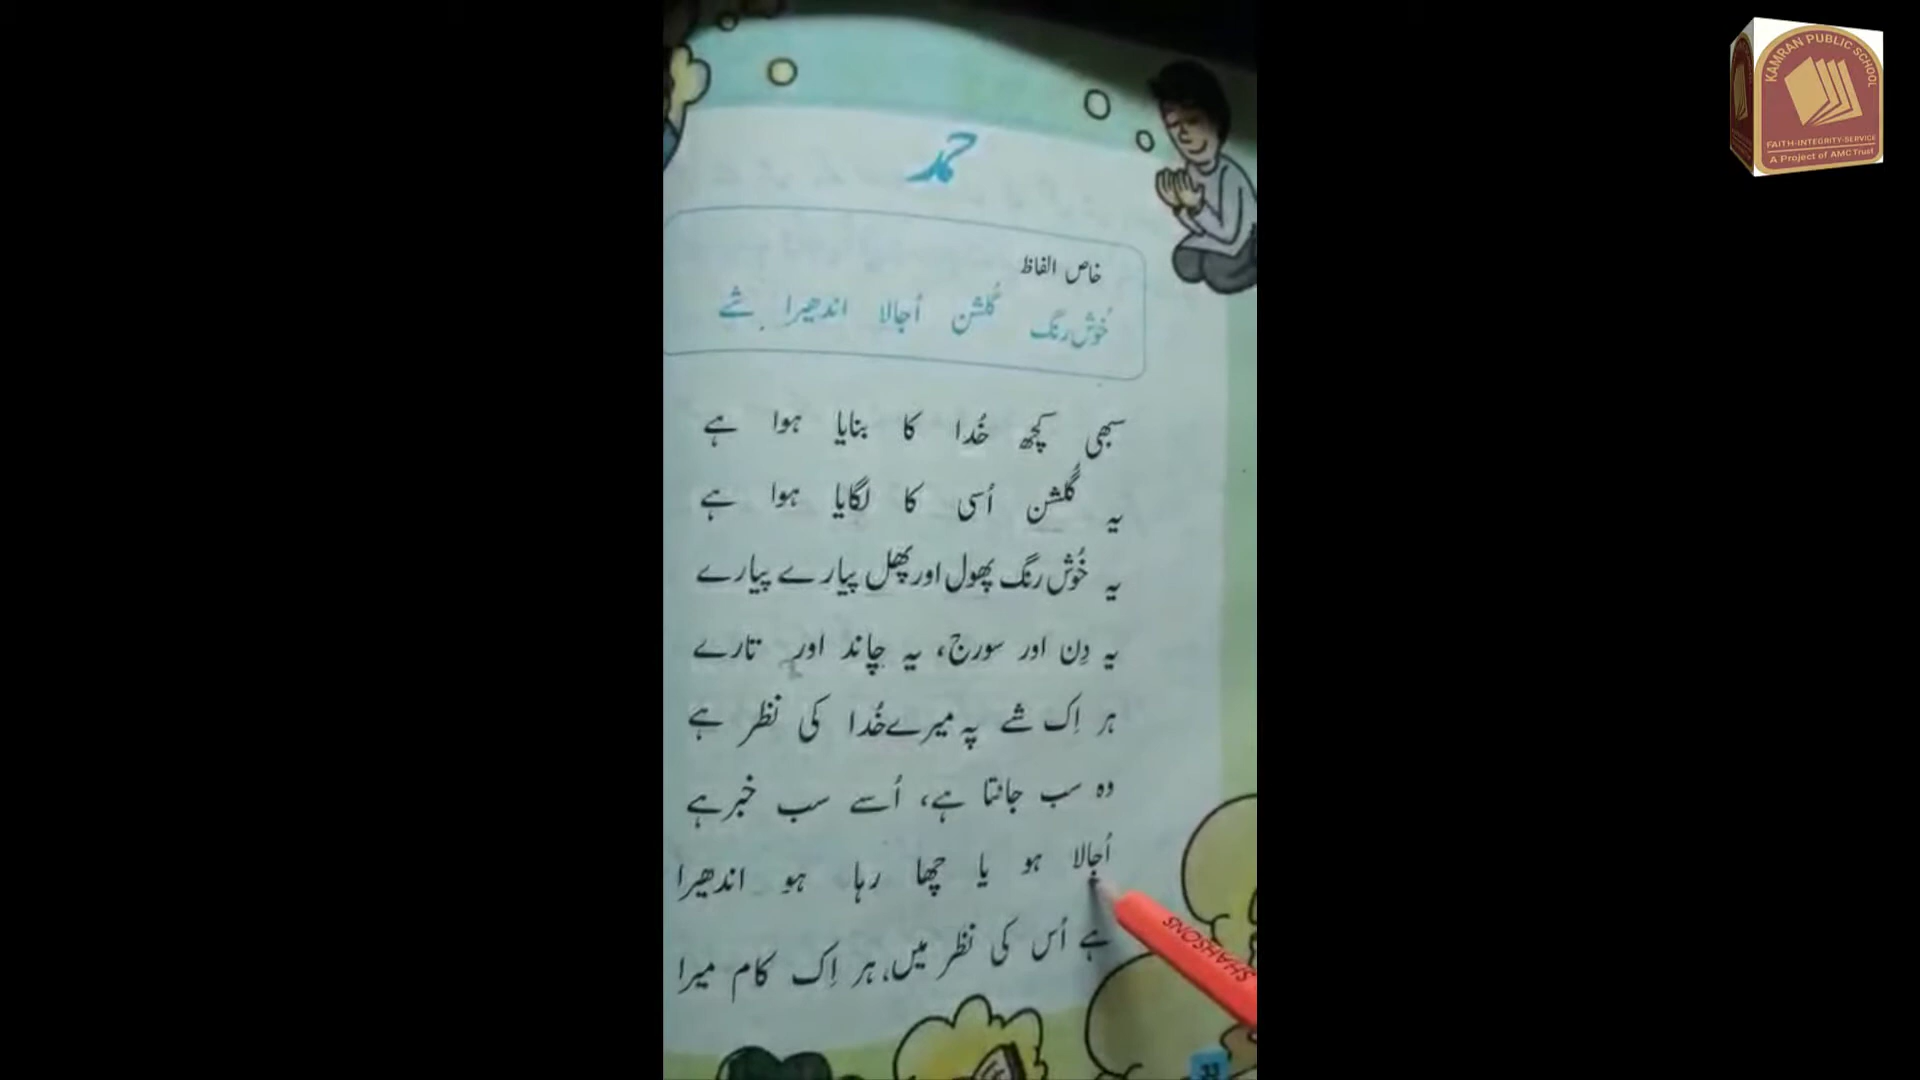 حمد
خاص الفاظ
خُوش رنگ گُلشن اُجالا اندھیرا شے
سبھی کچھ خُدا کا بنایا ہوا ہے
یہ گُلشن اُسی کا لگایا ہوا ہے
یہ خُوش رنگ پھول اور پھل پیارے پیارے
یہ دِن اور سورج، یہ چاند اور تارے
ہر اِک شے پہ میرے خُدا کی نظر ہے
وہ سب جانتا ہے، اُسے سب خبر ہے
اُجالا ہو یا چھا رہا ہو اندھیرا
ہے اُس کی نظر میں، ہر اِک کام میرا
SHAHSONS
33
KAMRAN PUBLIC SCHOOL
FAITH-INTEGRITY-SERVICE
A Project of AMC Trust